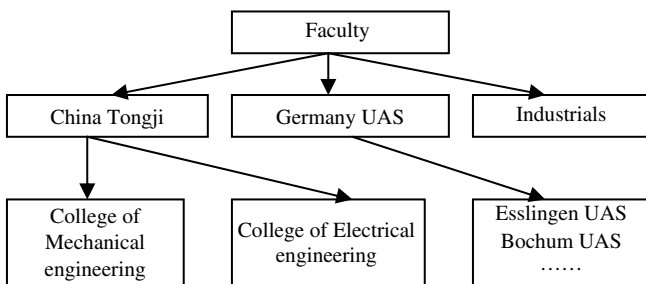 Faculty
China Tongji
Germany UAS
Industrials
College of
Mechanical
engineering
College of Electrical
engineering
Esslingen UAS
Bochum UAS
……